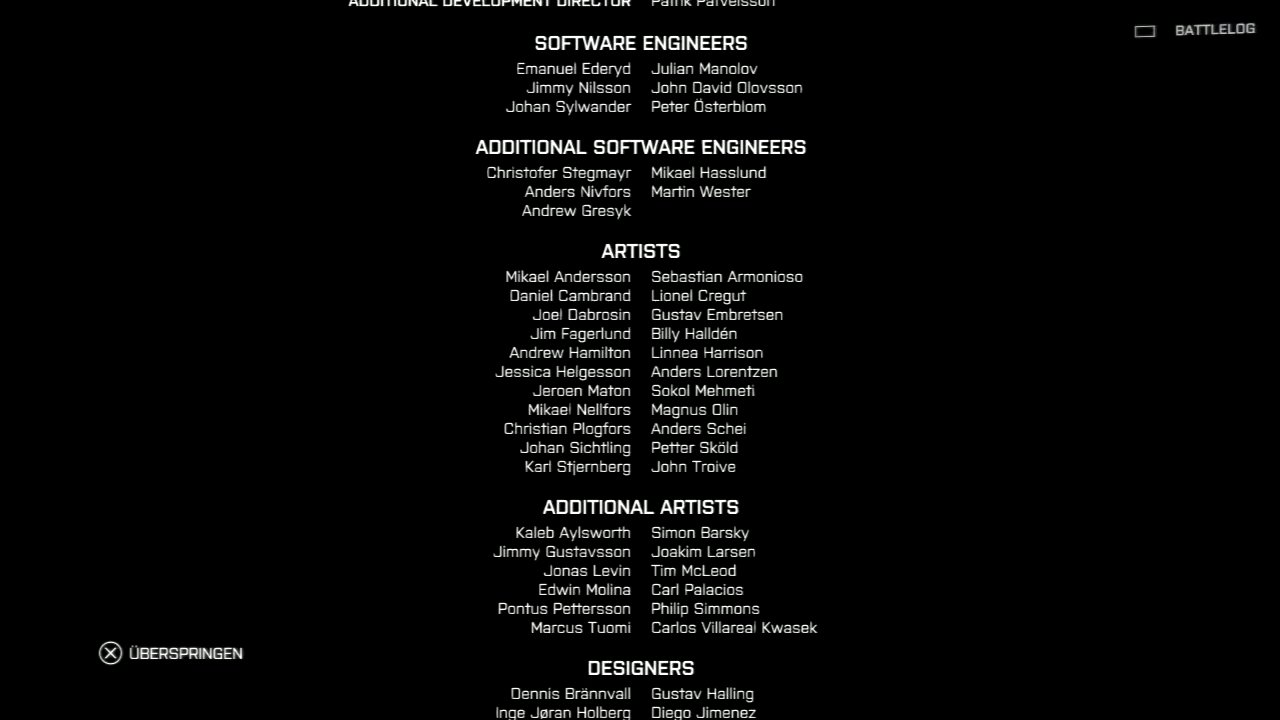 ADDITIONAL DEVELOPMENT DIRECTOR Patrik Palvelsson
BATTLELOG
SOFTWARE ENGINEERS
Emanuel Ederyd Julian Manolov
Jimmy Nilsson John David Olovsson
Johan Sylwander Peter Österblom
ADDITIONAL SOFTWARE ENGINEERS
Christofer Stegmayr Mikael Hasslund
Anders Nivfors Martin Wester
Andrew Gresyk
ARTISTS
Mikael Andersson Sebastian Armonioso
Daniel Cambrand Lionel Cregut
Joel Dabrosin Gustav Embretsen
Jim Fagerlund Billy Halldén
Andrew Hamilton Linnea Harrison
Jessica Helgesson Anders Lorentzen
Jeroen Maton Sokol Mehmeti
Mikael Nellfors Magnus Olin
Christian Plogfors Anders Schei
Johan Sichtling Petter Sköld
Karl Stjernberg John Troive
ADDITIONAL ARTISTS
Kaleb Aylsworth Simon Barsky
Jimmy Gustavsson Joakim Larsen
Jonas Levin Tim McLeod
Edwin Molina Carl Palacios
Pontus Pettersson Philip Simmons
Marcus Tuomi Carlos Villareal Kwasek
ÜBERSPRINGEN
DESIGNERS
Dennis Brännvall Gustav Halling
Inge Jøran Holberg Diego Jimenez